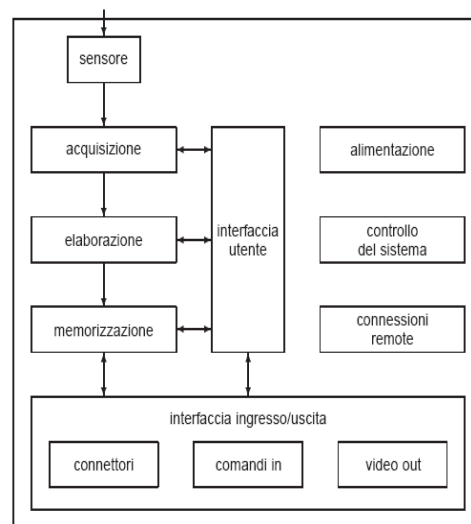 sensore
acquisizione
alimentazione
elaborazione
interfaccia
utente
controllo
del sistema
memorizzazione
connessioni
remote
interfaccia ingresso/uscita
connettori
comandi in
video out